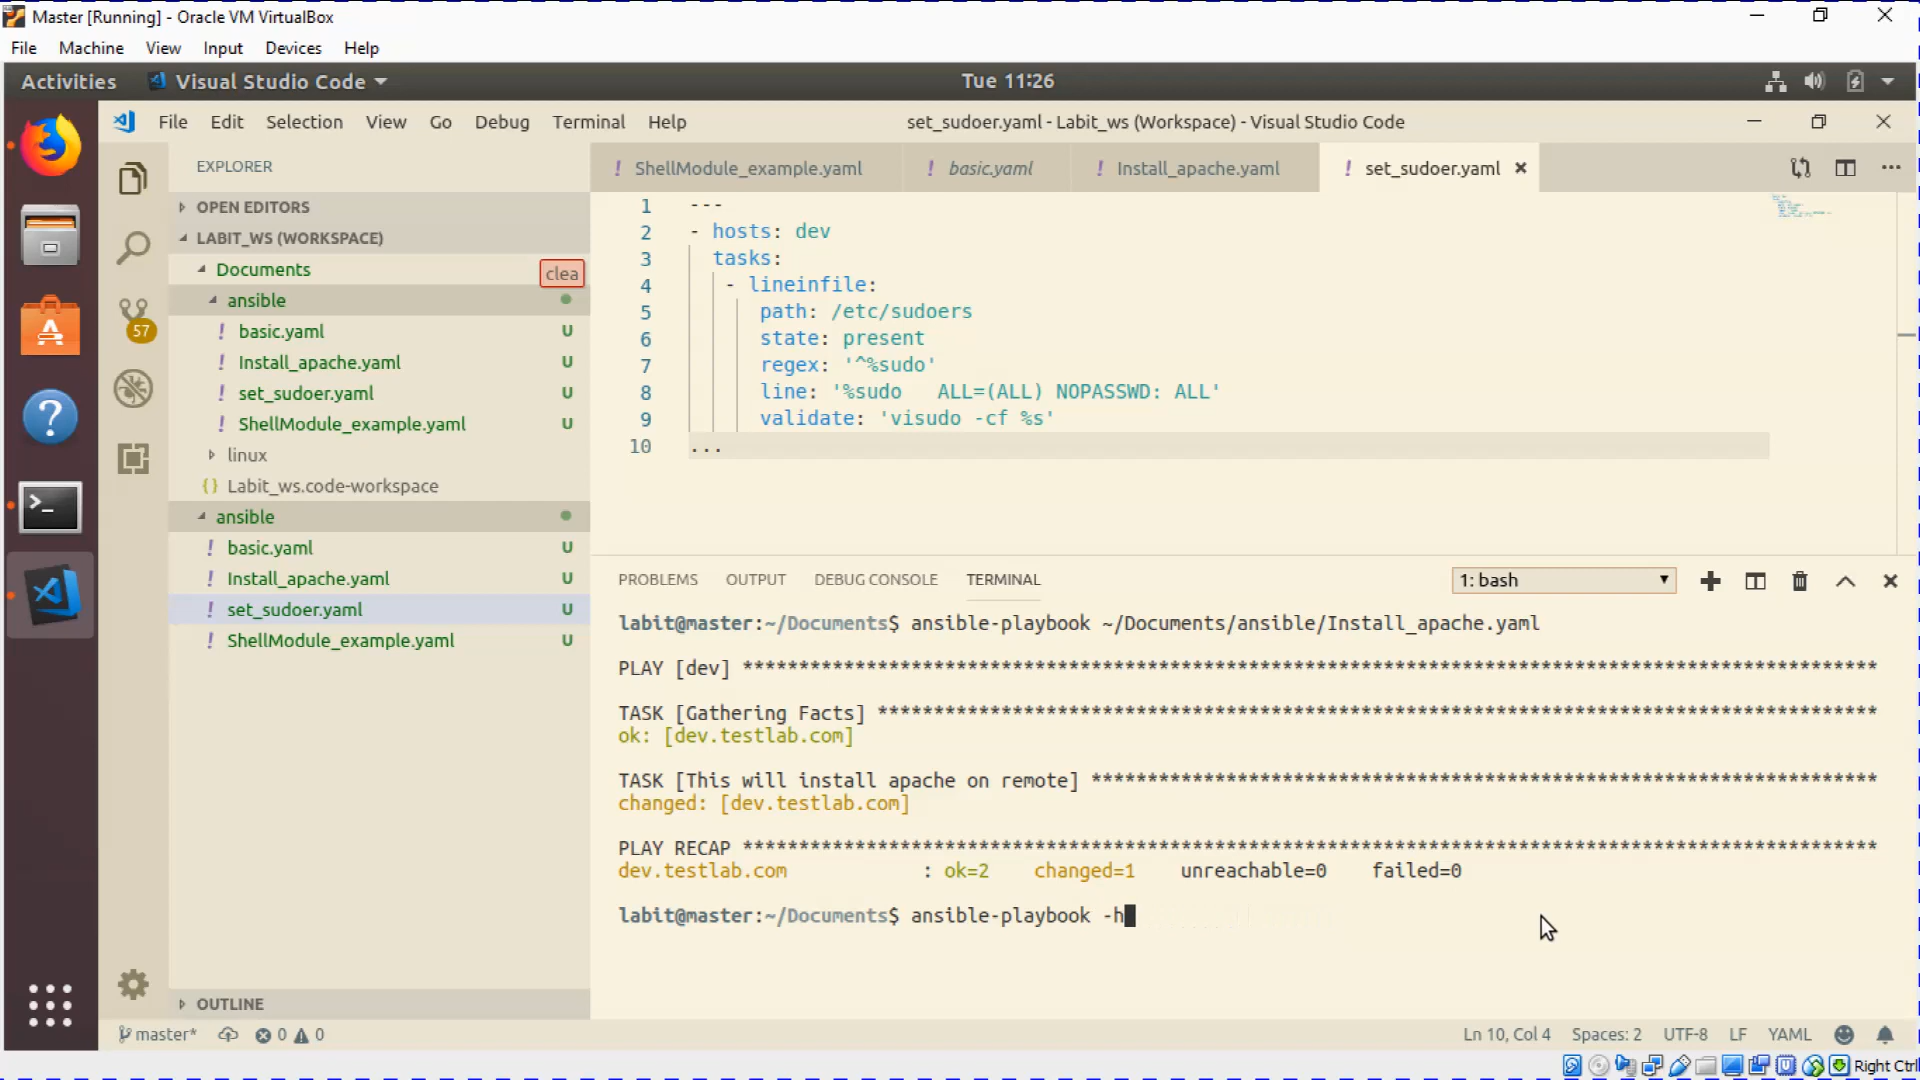 Master [Running] - Oracle VM VirtualBox
File Machine View Input Devices Help
Activities Visual Studio Code Tue 11:26
File Edit Selection View Go Debug Terminal Help set_sudoer.yaml - Labit_ws (Workspace) - Visual Studio Code
EXPLORER
! ShellModule_example.yaml ! basic.yaml ! Install_apache.yaml ! set_sudoer.yaml
OPEN EDITORS
LABIT_WS (WORKSPACE)
Documents
clea
ansible
! basic.yaml U
! Install_apache.yaml U
! set_sudoer.yaml U
! ShellModule_example.yaml U
linux
{} Labit_ws.code-workspace
ansible
! basic.yaml U
! Install_apache.yaml U
! set_sudoer.yaml U
! ShellModule_example.yaml U
57
OUTLINE
1 ---
2 - hosts: dev
3 tasks:
4 - lineinfile:
5 path: /etc/sudoers
6 state: present
7 regex: '^%sudo'
8 line: '%sudo   ALL=(ALL) NOPASSWD: ALL'
9 validate: 'visudo -cf %s'
10 ...
PROBLEMS OUTPUT DEBUG CONSOLE TERMINAL 1: bash
labit@master:~/Documents$ ansible-playbook ~/Documents/ansible/Install_apache.yaml
PLAY [dev] *****************************************************************************************************
TASK [Gathering Facts] *****************************************************************************************
ok: [dev.testlab.com]
TASK [This will install apache on remote] **********************************************************************
changed: [dev.testlab.com]
PLAY RECAP *****************************************************************************************************
dev.testlab.com : ok=2 changed=1 unreachable=0 failed=0
labit@master:~/Documents$ ansible-playbook -h
master* 0 0 Ln 10, Col 4 Spaces: 2 UTF-8 LF YAML
Right Ctrl